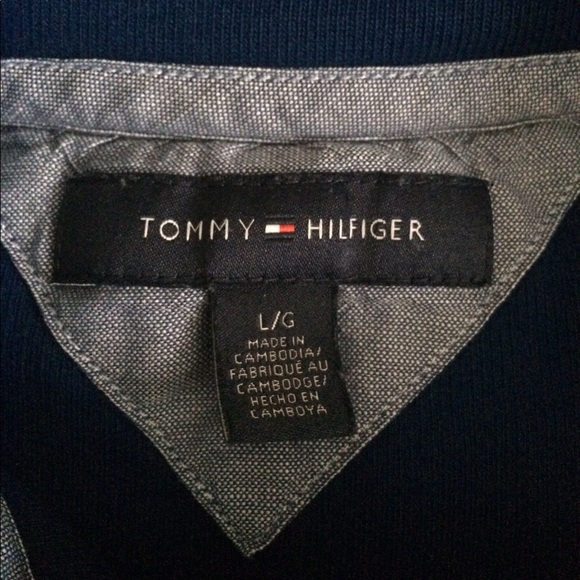 TOMMY HILFIGER
L/G
MADE IN
CAMBODIA/
FABRIQUÉ AU
CAMBODGE/
HECHO EN
CAMBOYA